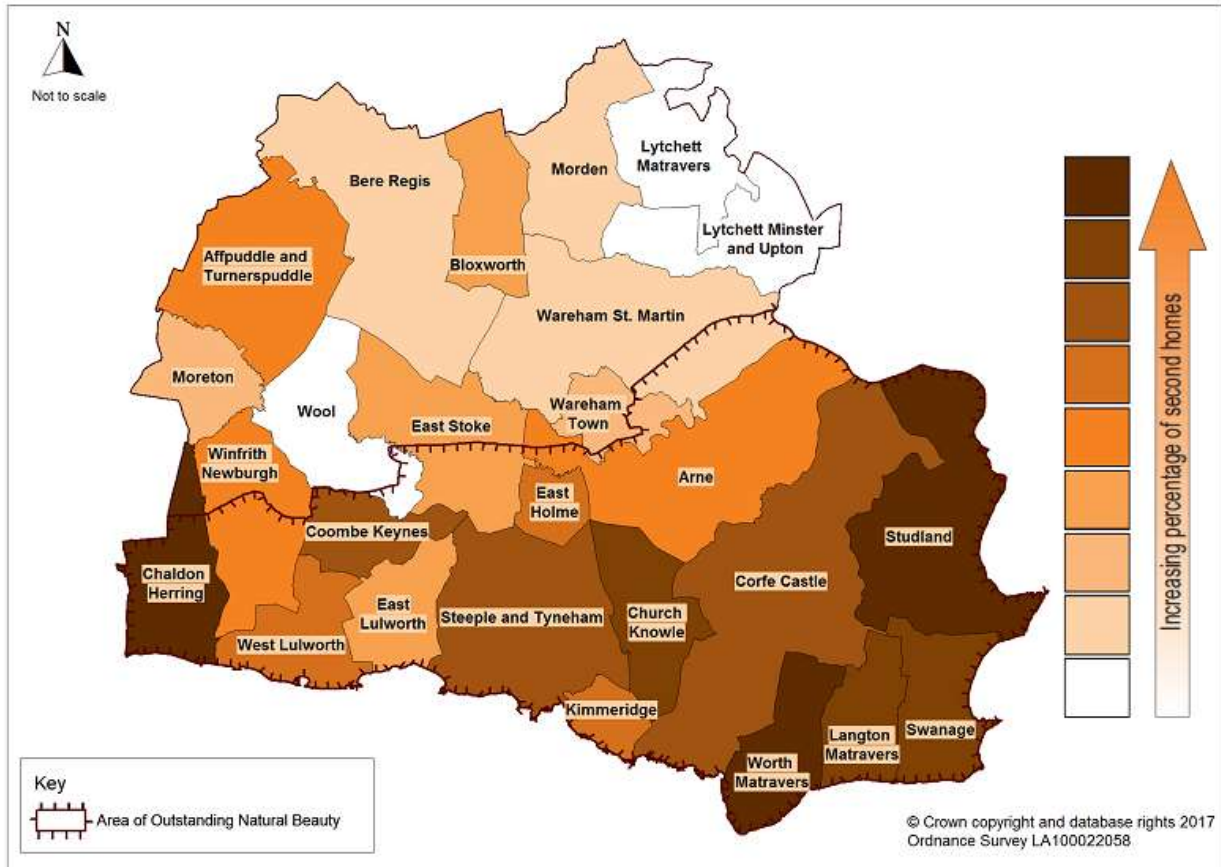 N
Not to scale
Lytchett
Matravers
Morden
Bere Regis
Lytchett Minster
and Upton
Affpuddle and
Turnerspuddle
Bloxworth
Wareham St. Martin
Moreton
Wool
Wareham
Town
East Stoke
Winfrith
Newburgh
Arne
East
Holme
Coombe Keynes
Studland
Chaldon
Herring
Corfe Castle
East
Lulworth
Steeple and Tyneham
Church
Knowle
West Lulworth
Kimmeridge
Swanage
Langton
Matravers
Worth
Matravers
Increasing percentage of second homes
Key
Area of Outstanding Natural Beauty
© Crown copyright and database rights 2017
Ordnance Survey LA100022058